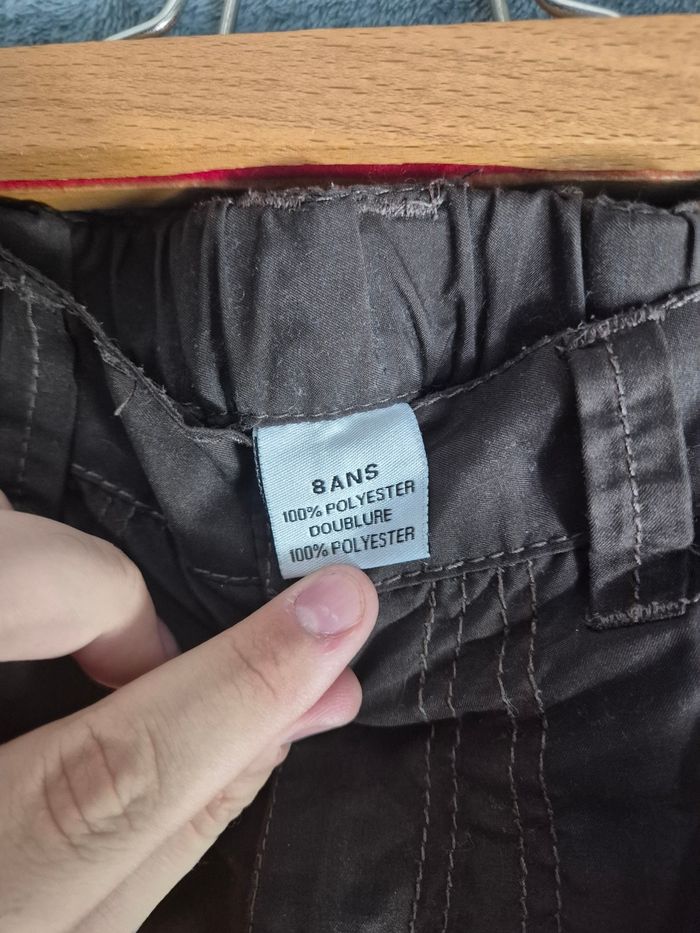 8 ANS
100% POLYESTER
DOUBLURE
100% POLYESTER